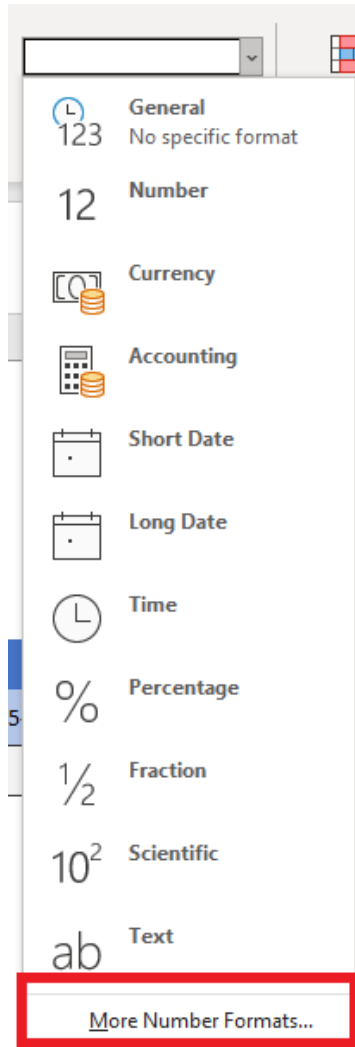 123
General
No specific format
12
Number
Currency
Accounting
Short Date
Long Date
Time
%
Percentage
5-
1/2
Fraction
10²
Scientific
ab
Text
More Number Formats...